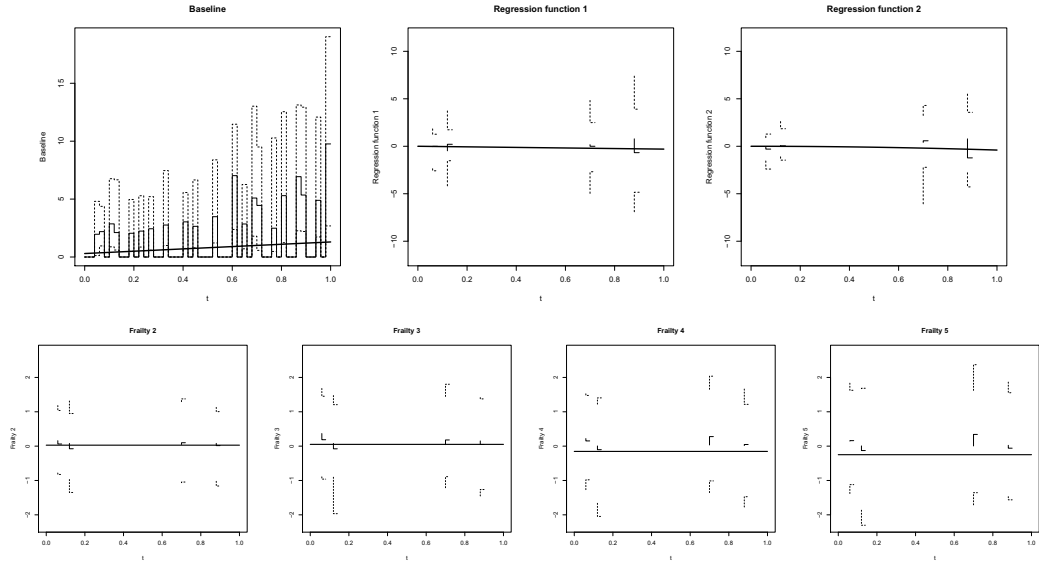 Baseline
Baseline
15
10
5
0
0.0 0.2 0.4 0.6 0.8 1.0
t
Regression function 1
Regression function 1
10
5
0
−5
−10
0.0 0.2 0.4 0.6 0.8 1.0
t
Regression function 2
Regression function 2
10
5
0
−5
−10
0.0 0.2 0.4 0.6 0.8 1.0
t
Frailty 2
Frailty 2
2
1
0
−1
−2
0.0 0.2 0.4 0.6 0.8 1.0
t
Frailty 3
Frailty 3
2
1
0
−1
−2
0.0 0.2 0.4 0.6 0.8 1.0
t
Frailty 4
Frailty 4
2
1
0
−1
−2
0.0 0.2 0.4 0.6 0.8 1.0
t
Frailty 5
Frailty 5
2
1
0
−1
−2
0.0 0.2 0.4 0.6 0.8 1.0
t